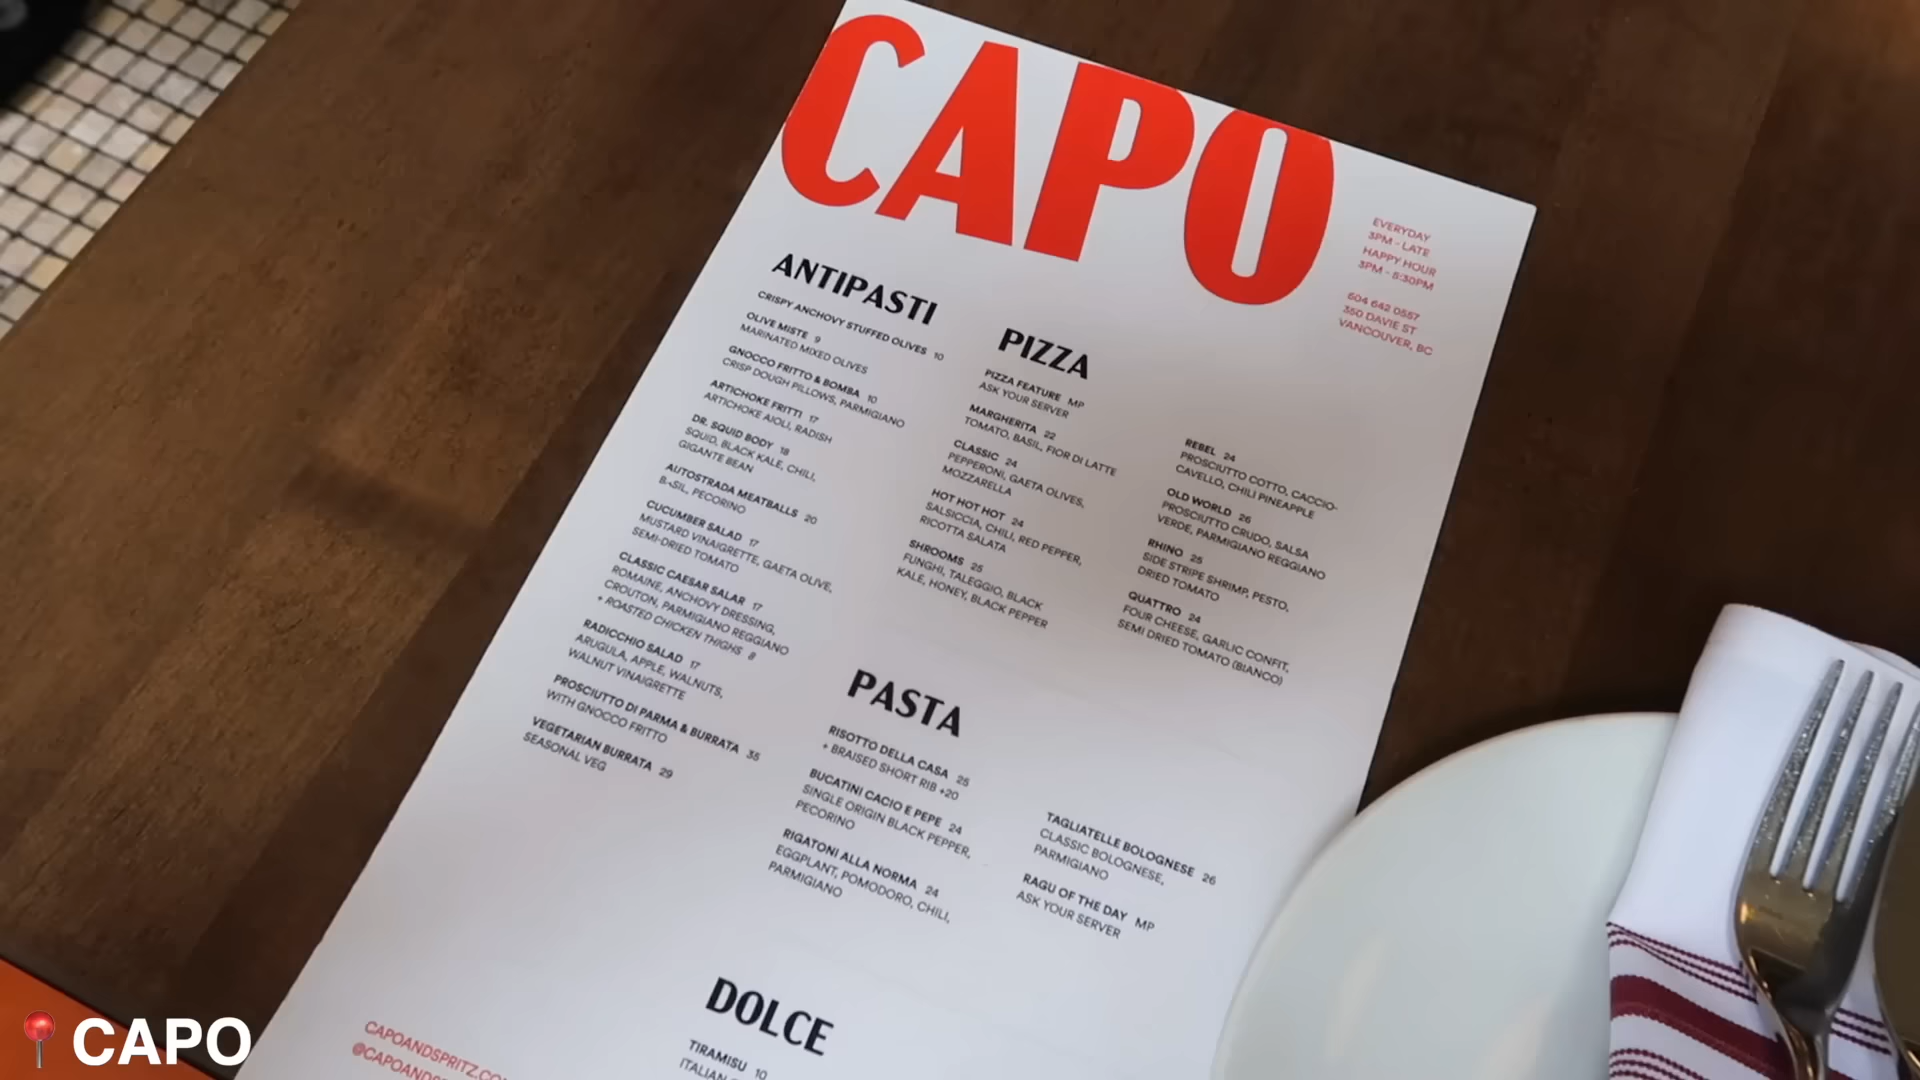 CAPO
EVERYDAY
3PM - LATE
HAPPY HOUR
3PM - 5:30PM
604 642 0557
350 DAVIE ST
VANCOUVER, BC
ANTIPASTI
CRISPY ANCHOVY STUFFED OLIVES 10
OLIVE MISTE 9
MARINATED MIXED OLIVES
GNOCCO FRITTO & BOMBA 10
CRISP DOUGH PILLOWS, PARMIGIANO
ARTICHOKE FRITTI 17
ARTICHOKE AIOLI, RADISH
DR. SQUID BODY 18
SQUID, BLACK KALE, CHILI,
GIGANTE BEAN
AUTOSTRADA MEATBALLS 20
BASIL, PECORINO
CUCUMBER SALAD 17
MUSTARD VINAIGRETTE, GAETA OLIVE,
SEMI-DRIED TOMATO
CLASSIC CAESAR SALAR 17
ROMAINE, ANCHOVY DRESSING,
CROUTON, PARMIGIANO REGGIANO
+ ROASTED CHICKEN THIGHS 8
RADICCHIO SALAD 17
ARUGULA, APPLE, WALNUTS,
WALNUT VINAIGRETTE
PROSCIUTTO DI PARMA & BURRATA 35
WITH GNOCCO FRITTO
VEGETARIAN BURRATA 29
SEASONAL VEG
PIZZA
PIZZA FEATURE MP
ASK YOUR SERVER
MARGHERITA 22
TOMATO, BASIL, FIOR DI LATTE
CLASSIC 24
PEPPERONI, GAETA OLIVES,
MOZZARELLA
HOT HOT HOT 24
SALSICCIA, CHILI, RED PEPPER,
RICOTTA SALATA
SHROOMS 25
FUNGHI, TALEGGIO, BLACK
KALE, HONEY, BLACK PEPPER
REBEL 24
PROSCIUTTO COTTO, CACCIO-
CAVELLO, CHILI PINEAPPLE
OLD WORLD 26
PROSCIUTTO CRUDO, SALSA
VERDE, PARMIGIANO REGGIANO
RHINO 25
SIDE STRIPE SHRIMP, PESTO,
DRIED TOMATO
QUATTRO 24
FOUR CHEESE, GARLIC CONFIT,
SEMI DRIED TOMATO (BIANCO)
PASTA
RISOTTO DELLA CASA 25
+ BRAISED SHORT RIB +20
BUCATINI CACIO E PEPE 24
SINGLE ORIGIN BLACK PEPPER,
PECORINO
RIGATONI ALLA NORMA 24
EGGPLANT, POMODORO, CHILI,
PARMIGIANO
TAGLIATELLE BOLOGNESE 26
CLASSIC BOLOGNESE,
PARMIGIANO
RAGU OF THE DAY MP
ASK YOUR SERVER
DOLCE
TIRAMISU 10
CAPOANDSPRITZ.CO
CAPO